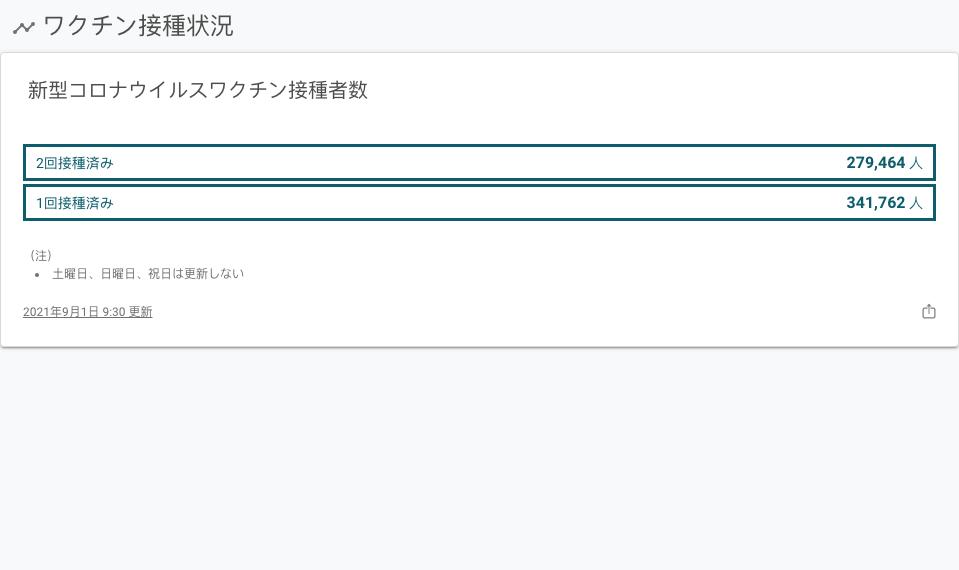 ワクチン接種状況
新型コロナウイルスワクチン接種者数
2回接種済み 279,464 人
1回接種済み 341,762 人
（注）
• 土曜日、日曜日、祝日は更新しない
2021年9月1日 9:30 更新